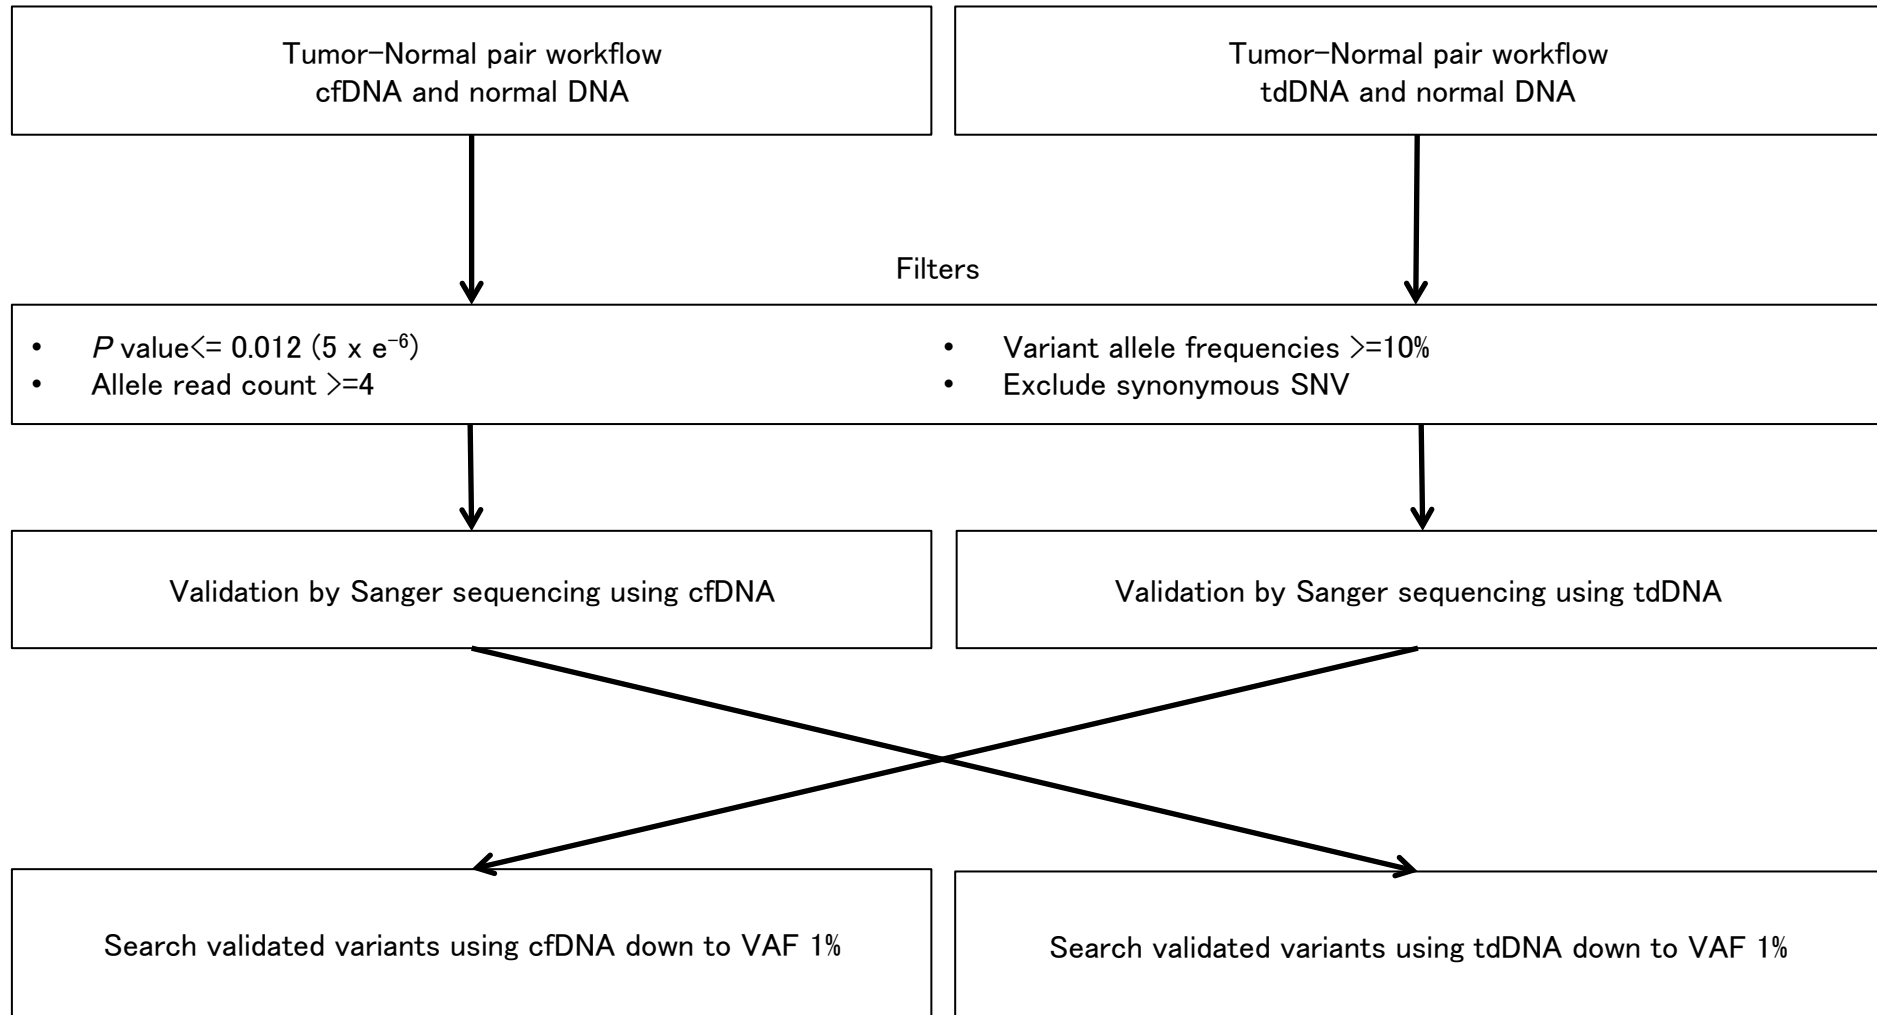 Tumor-Normal pair workflow
cfDNA and normal DNA
Tumor-Normal pair workflow
tdDNA and normal DNA
Filters
• P value<= 0.012 (5 x e⁻⁶)
• Allele read count >=4
• Variant allele frequencies >=10%
• Exclude synonymous SNV
Validation by Sanger sequencing using cfDNA
Validation by Sanger sequencing using tdDNA
Search validated variants using cfDNA down to VAF 1%
Search validated variants using tdDNA down to VAF 1%